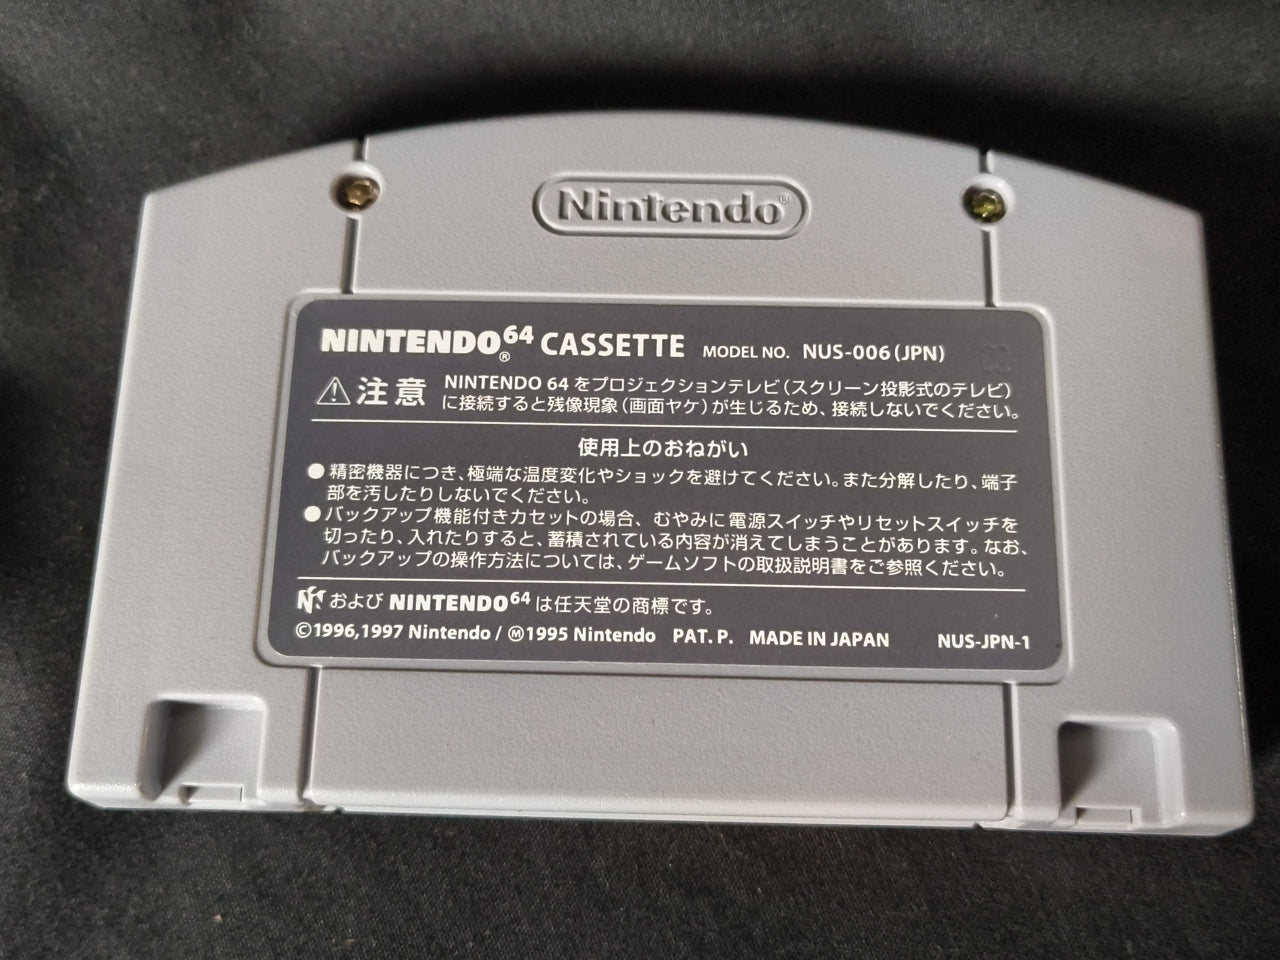 Nintendo®
NINTENDO64® CASSETTE MODEL NO. NUS-006(JPN)
⚠注意 NINTENDO 64をプロジェクションテレビ(スクリーン投影式のテレビ)
に接続すると残像現象(画面ヤケ)が生じるため、接続しないでください。
使用上のおねがい
●精密機器につき、極端な温度変化やショックを避けてください。また分解したり、端子
部を汚したりしないでください。
●バックアップ機能付きカセットの場合、むやみに電源スイッチやリセットスイッチを
切ったり、入れたりすると、蓄積されている内容が消えてしまうことがあります。なお、
バックアップの操作方法については、ゲームソフトの取扱説明書をご参照ください。
および NINTENDO64 は任天堂の商標です。
©1996,1997 Nintendo / Ⓜ1995 Nintendo PAT. P. MADE IN JAPAN NUS-JPN-1